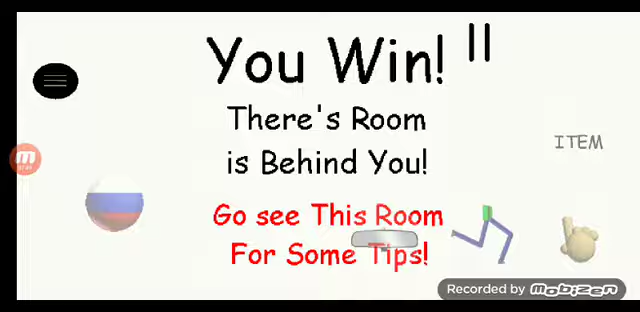 You Win!
There's Room
is Behind You!
ITEM
Go see This Room
For Some Tips!
Recorded by Mobizen